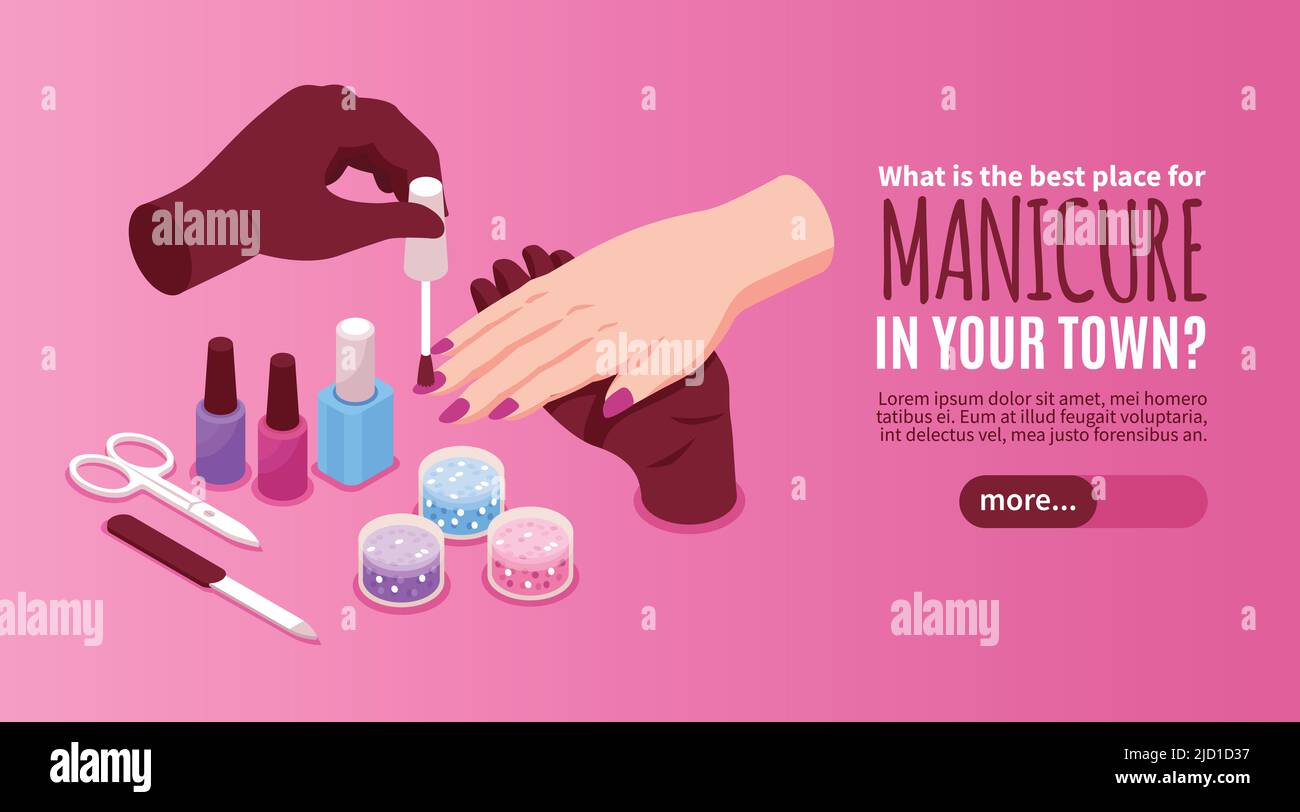 What is the best place for
MANICURE
IN YOUR TOWN?
Lorem ipsum dolor sit amet, mei homero
tatibus ei. Eum at illud feugait voluptaria,
int delectus vel, mea justo forensibus an.
more...
a a a a a
a
a
a
a
a
alamy
alamy
alamy
alamy
a a a
alamy
Image ID: 2JD1D37
www.alamy.com